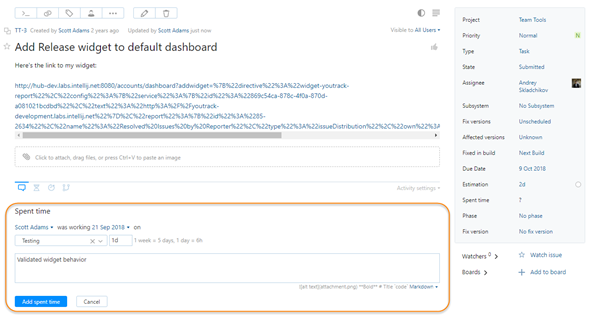 TT-3 Created by Scott Adams 2 years ago Updated by Scott Adams just now
Visible to All Users
Add Release widget to default dashboard
Here's the link to my widget:
http://hub-dev.labs.intellij.net:8080/accounts/dashboard?addwidget=%7B%22directive%22%3A%22widget-youtrack-
report%22%2C%22config%22%3A%7B%22service%22%3A%7B%22id%22%3A%22869c54ca-878c-4f0a-870d-
a081021bcdbd%22%2C%22text%22%3A%22http%3A%2F%2Fyoutrack-
development.labs.intellij.net%22%7D%2C%22report%22%3A%7B%22id%22%3A%2285-
2634%22%2C%22name%22%3A%22Resolved%20Issues%20by%20Reporter%22%2C%22type%22%3A%22issueDistribution%22%2C%22own%22%3A
Click to attach, drag files, or press Ctrl+V to paste an image
Activity settings
Spent time
Scott Adams was working 21 Sep 2018 on
Testing 1d 1 week = 5 days, 1 day = 8h
Validated widget behavior
![alt text](attachment.png) **Bold** # Title `code` Markdown
Add spent time Cancel
Project Team Tools
Priority Normal N
Type Task
State Submitted
Assignee Andrey
Skladchikov
Subsystem No Subsystem
Fix versions Unscheduled
Affected versions Unknown
Fixed in build Next Build
Due Date 9 Oct 2018
Estimation 2d
Spent time ?
Phase No phase
Fix version No fix version
Watchers 0 Watch issue
Boards Add to board